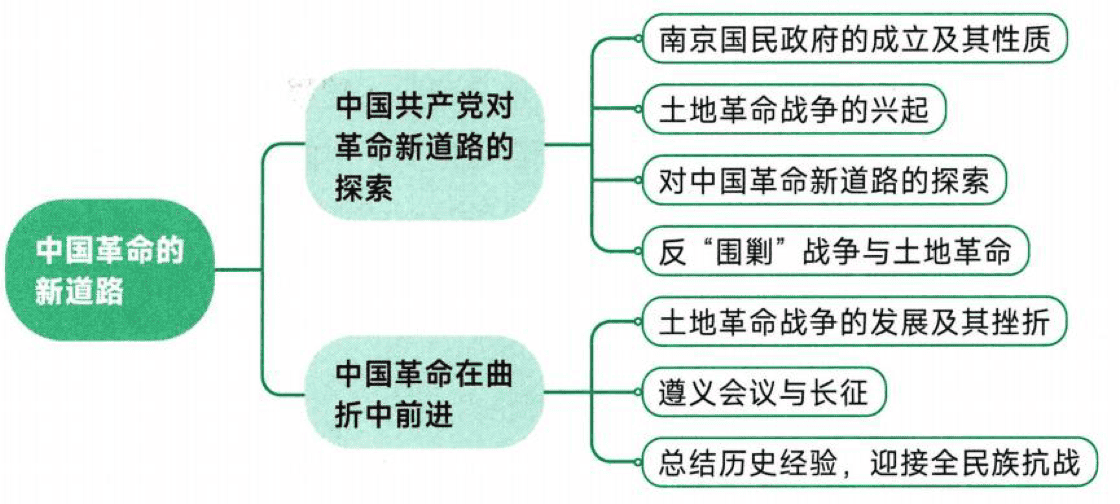 中国革命的
新道路
中国共产党对
革命新道路的
探索
南京国民政府的成立及其性质
土地革命战争的兴起
对中国革命新道路的探索
反“围剿”战争与土地革命
中国革命在曲
折中前进
土地革命战争的发展及其挫折
遵义会议与长征
总结历史经验，迎接全民族抗战